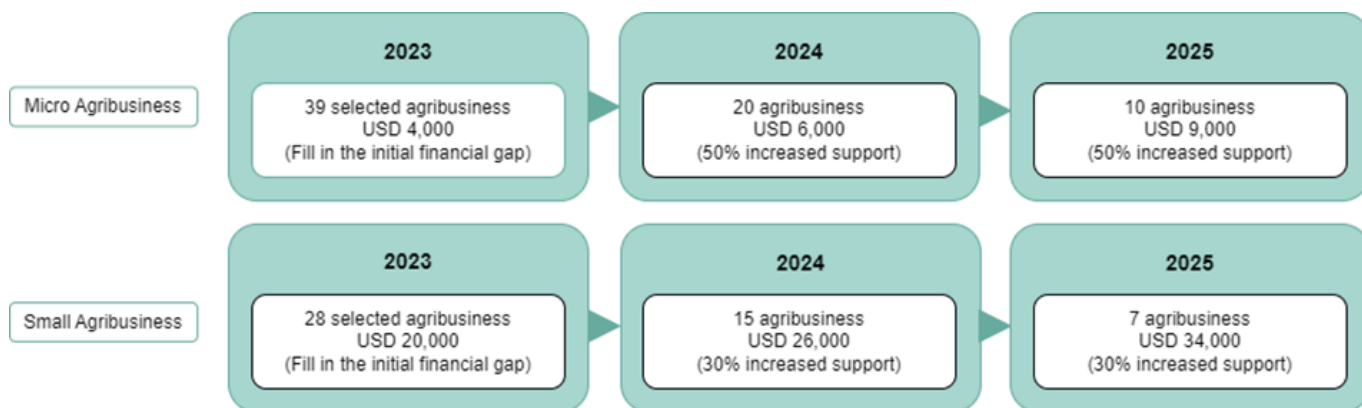 Micro Agribusiness
2023
39 selected agribusiness
USD 4,000
(Fill in the initial financial gap)
2024
20 agribusiness
USD 6,000
(50% increased support)
2025
10 agribusiness
USD 9,000
(50% increased support)
Small Agribusiness
2023
28 selected agribusiness
USD 20,000
(Fill in the initial financial gap)
2024
15 agribusiness
USD 26,000
(30% increased support)
2025
7 agribusiness
USD 34,000
(30% increased support)